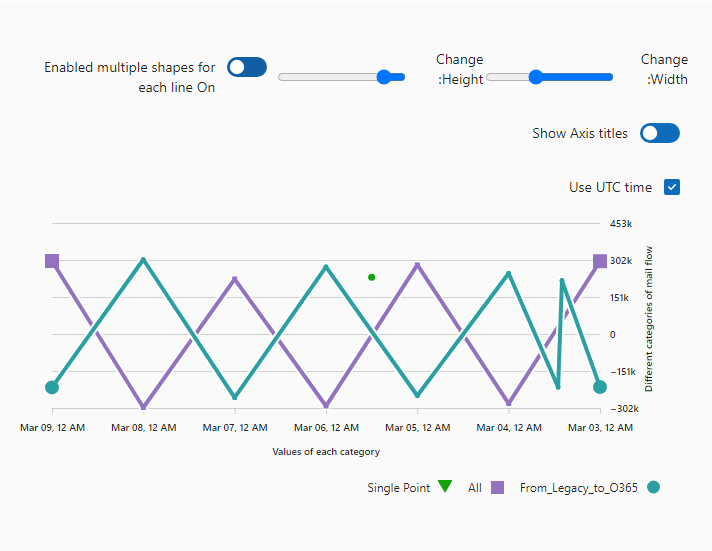 Enabled multiple shapes for
each line On
Change
:Height
Change
:Width
Show Axis titles
Use UTC time
453k
302k
151k
0
−151k
−302k
Different categories of mail flow
Mar 09, 12 AM
Mar 08, 12 AM
Mar 07, 12 AM
Mar 06, 12 AM
Mar 05, 12 AM
Mar 04, 12 AM
Mar 03, 12 AM
Values of each category
Single Point
All
From_Legacy_to_O365